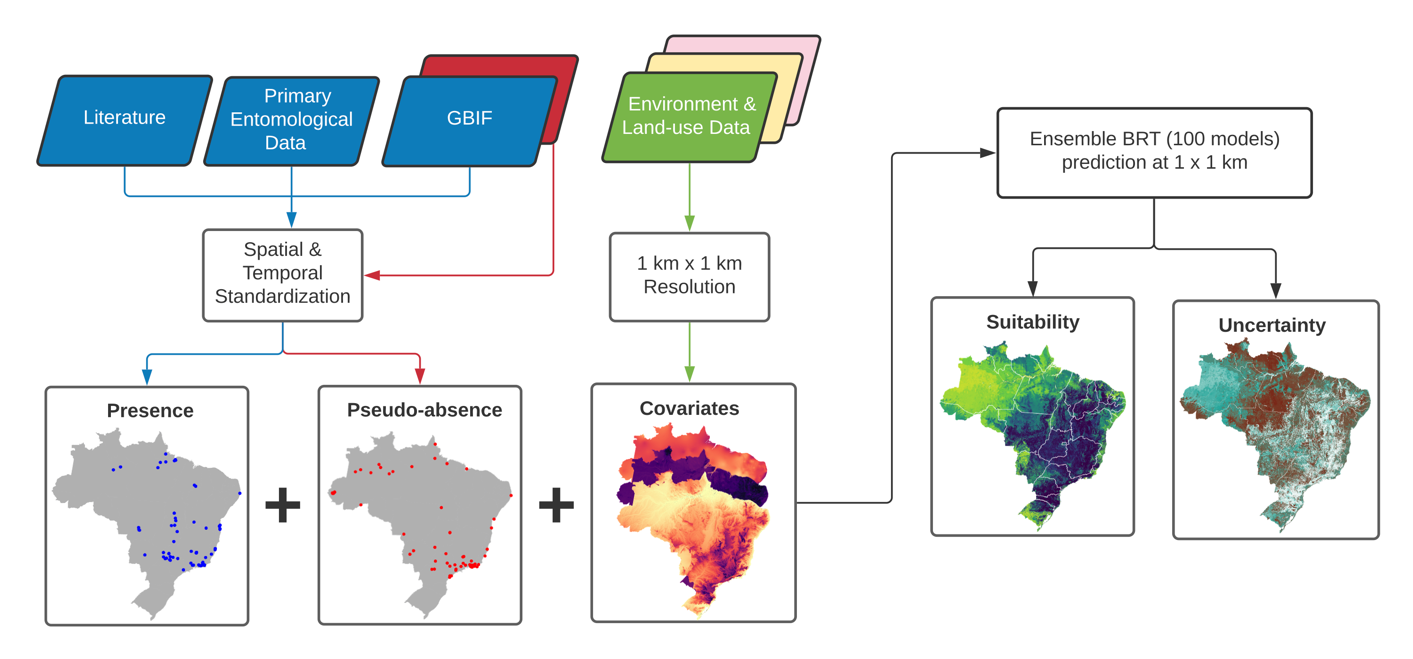 Literature
Primary
Entomological
Data
GBIF
Environment &
Land-use Data
Ensemble BRT (100 models)
prediction at 1 x 1 km
Spatial &
Temporal
Standardization
1 km x 1 km
Resolution
Suitability
Uncertainty
Presence
Pseudo-absence
Covariates
+
+